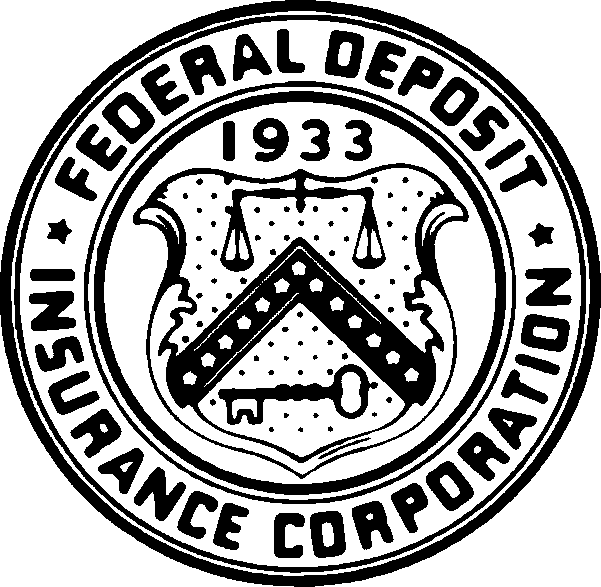 FEDERAL DEPOSIT
1933
INSURANCE CORPORATION